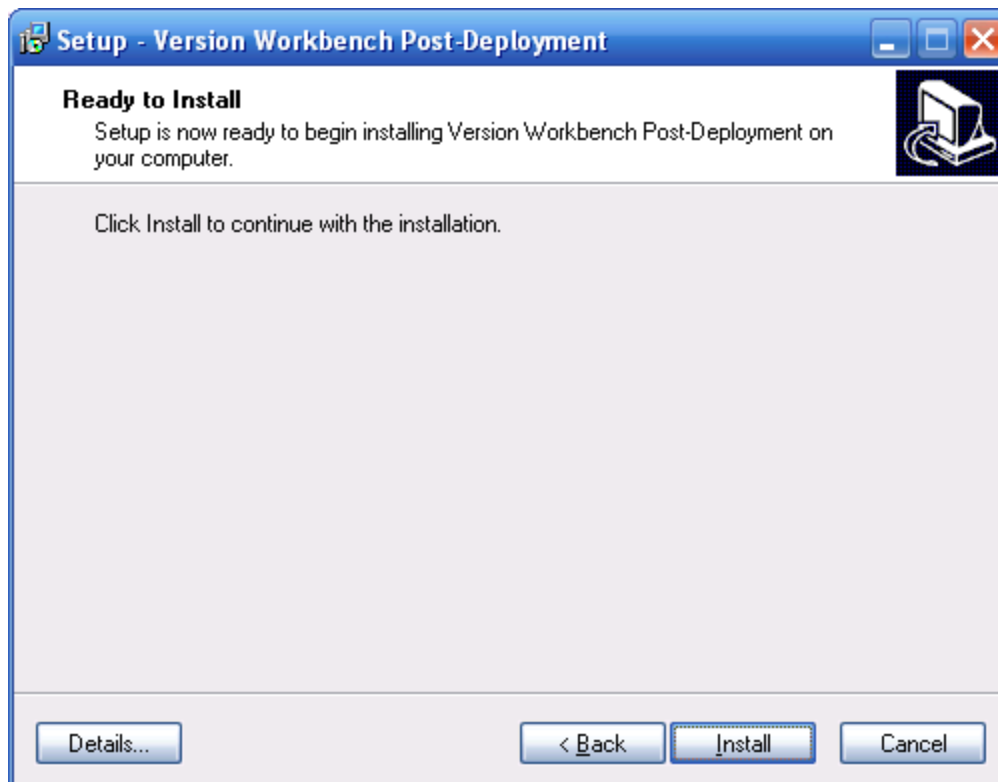 Setup - Version Workbench Post-Deployment
Ready to Install
Setup is now ready to begin installing Version Workbench Post-Deployment on
your computer.
Click Install to continue with the installation.
Details...
< Back
Install
Cancel